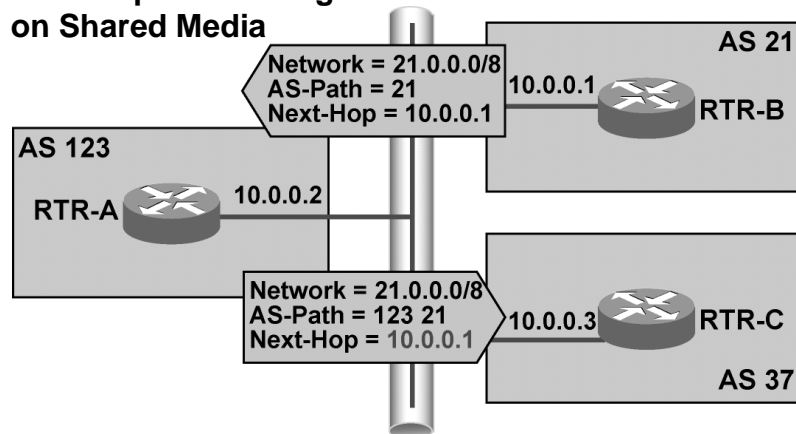 on Shared Media
AS 21
Network = 21.0.0.0/8
AS-Path = 21
Next-Hop = 10.0.0.1
10.0.0.1
RTR-B
AS 123
RTR-A
10.0.0.2
Network = 21.0.0.0/8
AS-Path = 123 21
Next-Hop = 10.0.0.1
10.0.0.3
RTR-C
AS 37